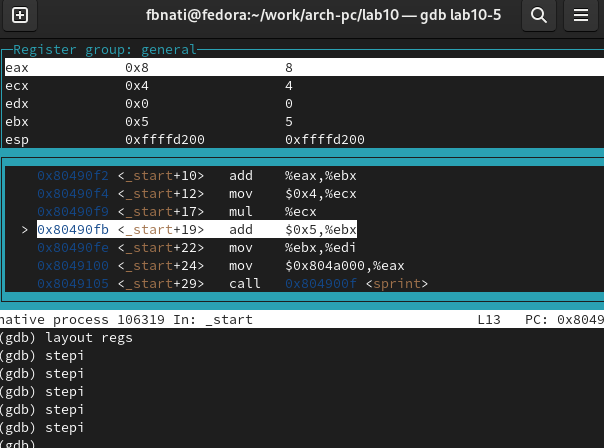 fbnati@fedora:~/work/arch-pc/lab10 — gdb lab10-5
Register group: general
eax 0x8 8
ecx 0x4 4
edx 0x0 0
ebx 0x5 5
esp 0xffffd200 0xffffd200
0x80490f2 <_start+10> add %eax,%ebx
0x80490f4 <_start+12> mov $0x4,%ecx
0x80490f9 <_start+17> mul %ecx
> 0x80490fb <_start+19> add $0x5,%ebx
0x80490fe <_start+22> mov %ebx,%edi
0x8049100 <_start+24> mov $0x804a000,%eax
0x8049105 <_start+29> call 0x804900f <sprint>
native process 106319 In: _start L13 PC: 0x8049
(gdb) layout regs
(gdb) stepi
(gdb) stepi
(gdb) stepi
(gdb) stepi
(gdb) stepi
(gdb)